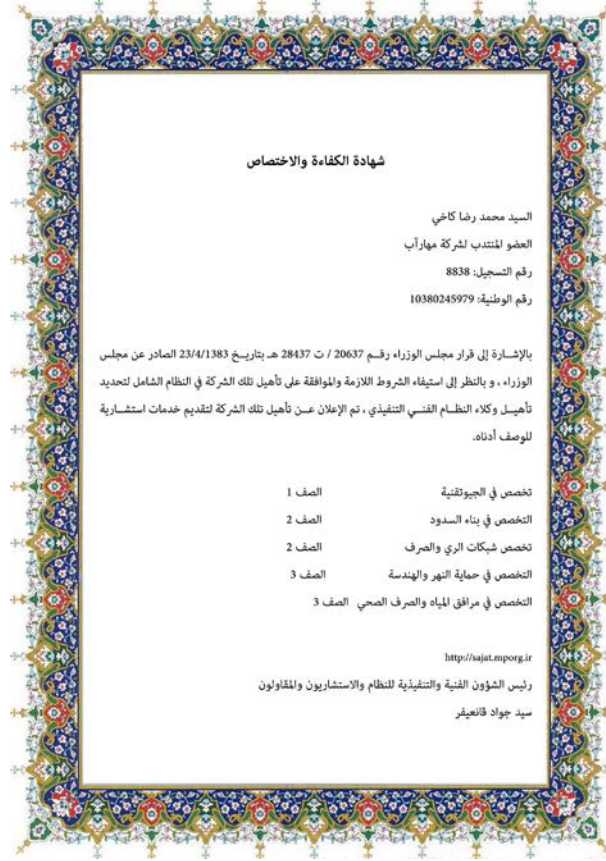 شهادة الكفاءة والاختصاص
السيد محمد رضا كاخي
العضو المنتدب لشركة مهارآب
رقم التسجيل: 8838
رقم الوطنية: 10380245979
بالإشارة إلى قرار مجلس الوزراء رقم 20637 / ت 28437 هـ بتاريخ 23/4/1383 الصادر عن مجلس
الوزراء ، و بالنظر إلى استيفاء الشروط اللازمة والموافقة على تأهيل تلك الشركة في النظام الشامل لتحديد
تأهيل وكلاء النظام الفني التنفيذي ، تم الإعلان عن تأهيل تلك الشركة لتقديم خدمات استشارية
للوصف أدناه.
تخصص في الجيوتقنية الصف 1
التخصص في بناء السدود الصف 2
تخصص شبكات الري والصرف الصف 2
التخصص في حماية النهر والهندسة الصف 3
التخصص في مرافق المياه والصرف الصحي الصف 3
http://sajat.mporg.ir
رئيس الشؤون الفنية والتنفيذية للنظام والاستشاريون والمقاولون
سيد جواد قانعيفر